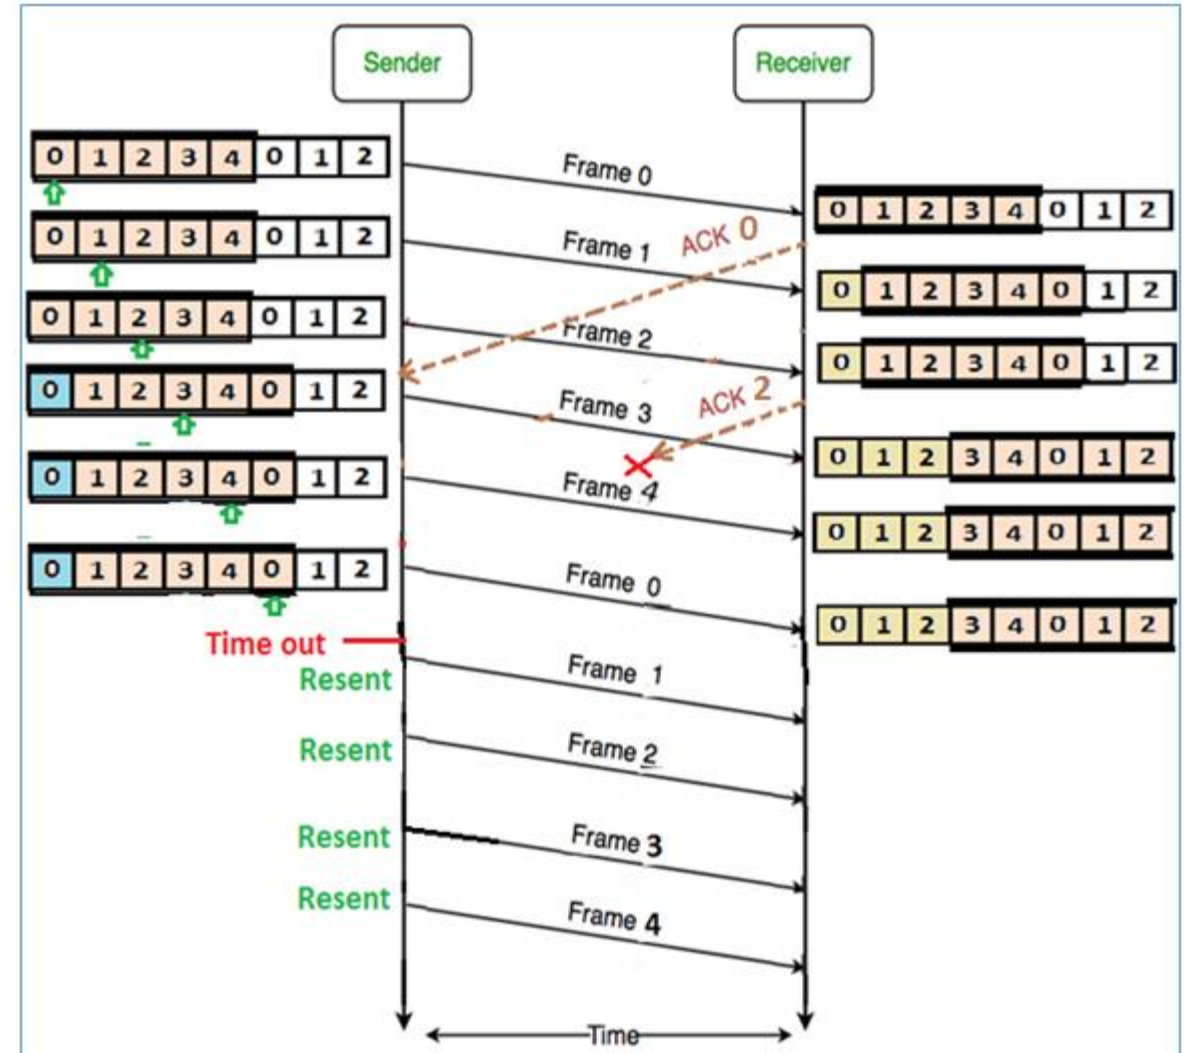 Sender
Receiver
0 1 2 3 4 0 1 2
Frame 0
0 1 2 3 4 0 1 2
0 1 2 3 4 0 1 2
Frame 1
ACK 0
0 1 2 3 4 0 1 2
0 1 2 3 4 0 1 2
Frame 2
0 1 2 3 4 0 1 2
0 1 2 3 4 0 1 2
Frame 3
ACK 2
0 1 2 3 4 0 1 2
0 1 2 3 4 0 1 2
Frame 4
0 1 2 3 4 0 1 2
0 1 2 3 4 0 1 2
Frame 0
0 1 2 3 4 0 1 2
Time out
Resent
Frame 1
Resent
Frame 2
Resent
Frame 3
Resent
Frame 4
Time